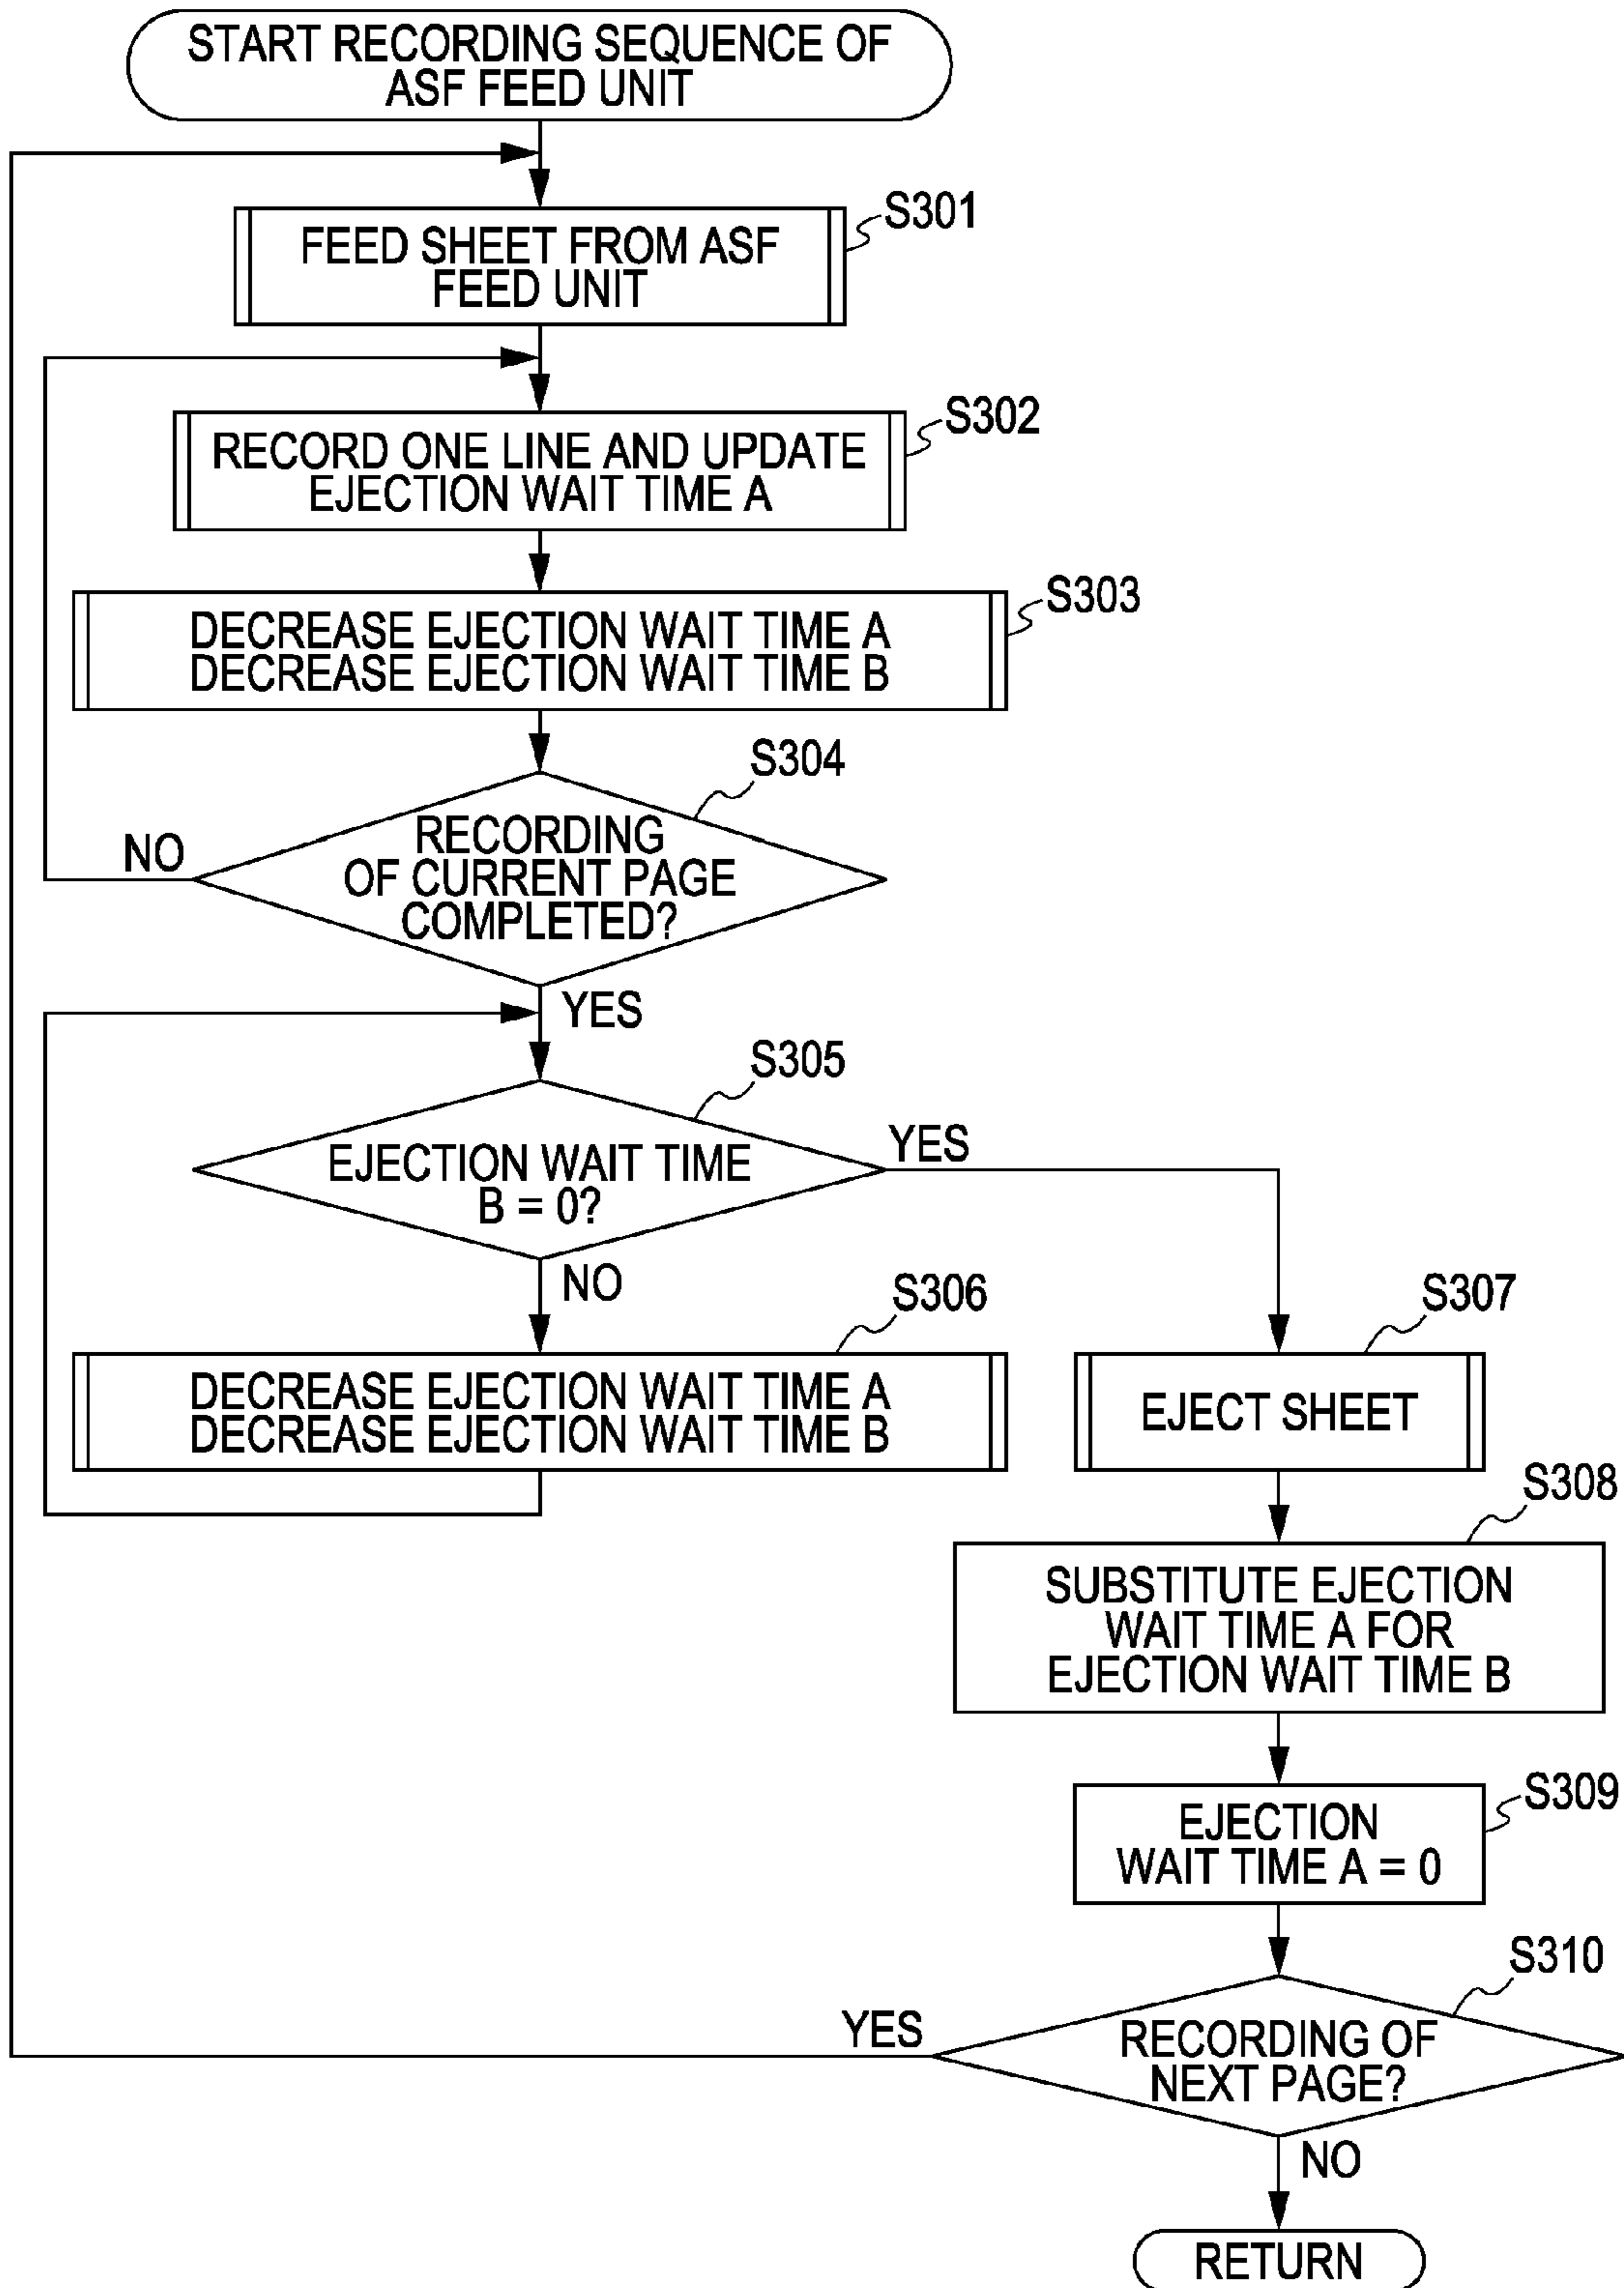 START RECORDING SEQUENCE OF
ASF FEED UNIT
S301
FEED SHEET FROM ASF
FEED UNIT
S302
RECORD ONE LINE AND UPDATE
EJECTION WAIT TIME A
S303
DECREASE EJECTION WAIT TIME A
DECREASE EJECTION WAIT TIME B
S304
RECORDING
OF CURRENT PAGE
COMPLETED?
NO
YES
S305
EJECTION WAIT TIME
B = 0?
YES
NO
S306
DECREASE EJECTION WAIT TIME A
DECREASE EJECTION WAIT TIME B
S307
EJECT SHEET
S308
SUBSTITUTE EJECTION
WAIT TIME A FOR
EJECTION WAIT TIME B
S309
EJECTION
WAIT TIME A = 0
S310
RECORDING OF
NEXT PAGE?
YES
NO
RETURN